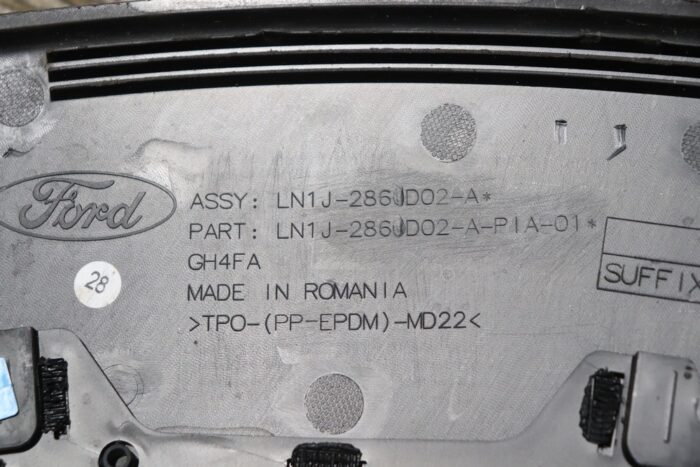 Ford
ASSY: LN1J-286JD02-A*
PART: LN1J-286JD02-A-PIA-01*
GH4FA
MADE IN ROMANIA
>TPO-(PP-EPDM)-MD22<
28
SUFFIX